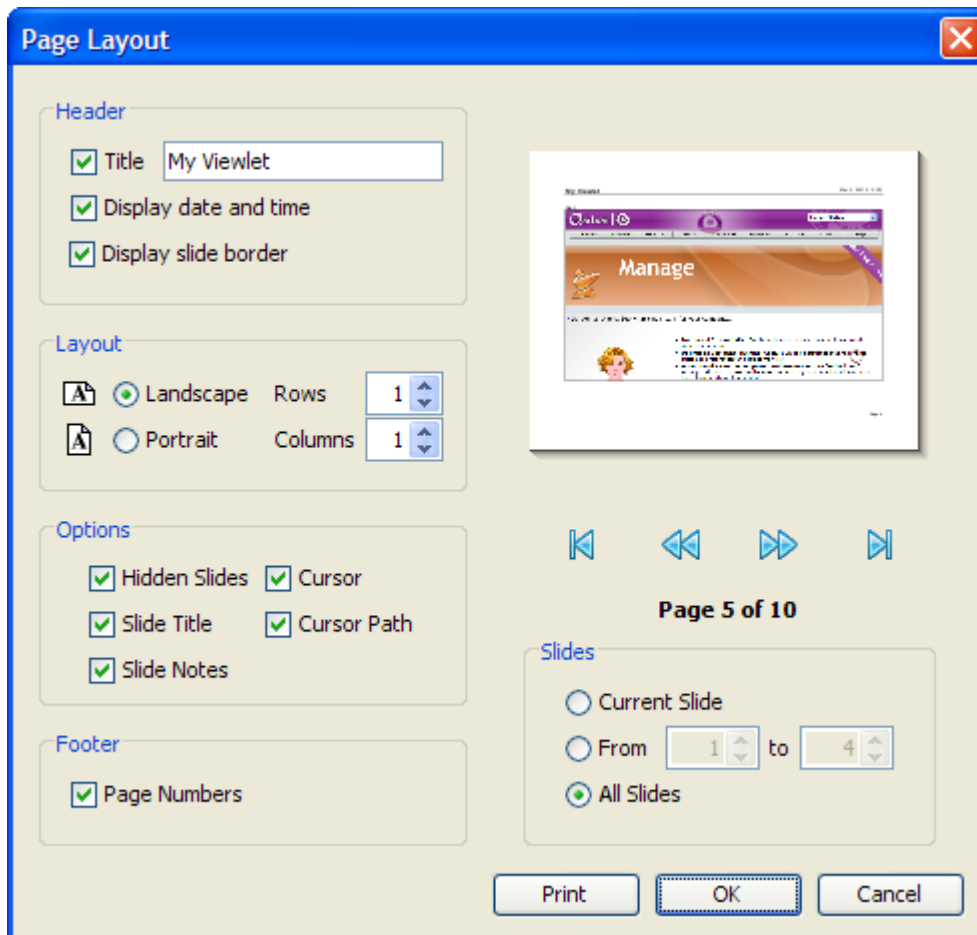 Page Layout
Header
Title My Viewlet
Display date and time
Display slide border
Layout
A Landscape Rows 1
A Portrait Columns 1
Options
Hidden Slides Cursor
Slide Title Cursor Path
Slide Notes
Footer
Page Numbers
My Viewlet
Manage
Page 5 of 10
Slides
Current Slide
From 1 to 4
All Slides
Print OK Cancel